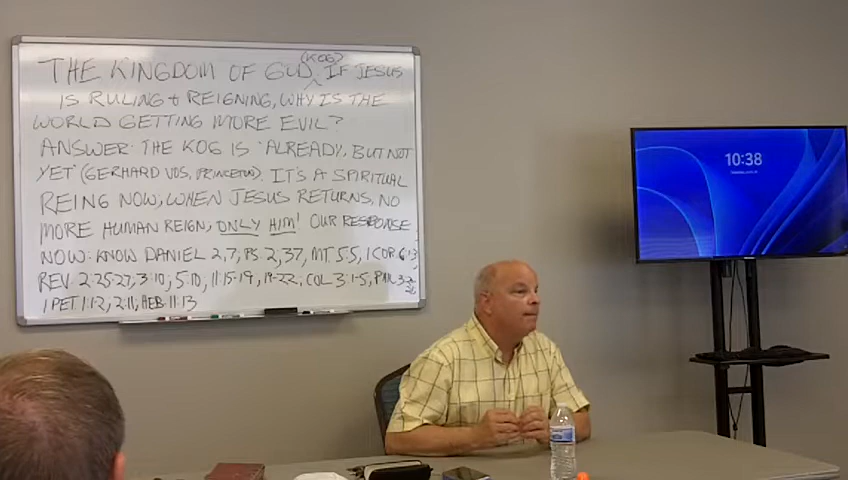 (KOG?)
THE KINGDOM OF GOD, IF JESUS
IS RULING + REIGNING, WHY IS THE
WORLD GETTING MORE EVIL?
ANSWER: THE KOG IS "ALREADY, BUT NOT
YET" (GERHARD VOS, PRINCETON). IT'S A SPIRITUAL
REING NOW; WHEN JESUS RETURNS, NO
MORE HUMAN REIGN, ONLY HIM! OUR RESPONSE
NOW: KNOW DANIEL 2,7, PS. 2,37, MT. 5:5, 1 COR. 6:13
REV. 2:25-27, 3:10; 5:10, 11:15-19, 19-22, COL 3:1-5, PHIL 3:2
1 PET 1:12, 2:11, HEB. 11:13
10:38